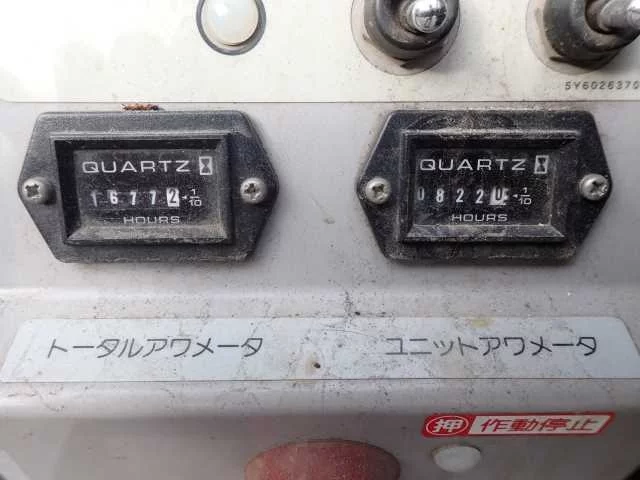 5Y6026370
QUARTZ
16772 1/10
HOURS
QUARTZ
08220 1/10
HOURS
トータルアワメータ
ユニットアワメータ
押 作動停止